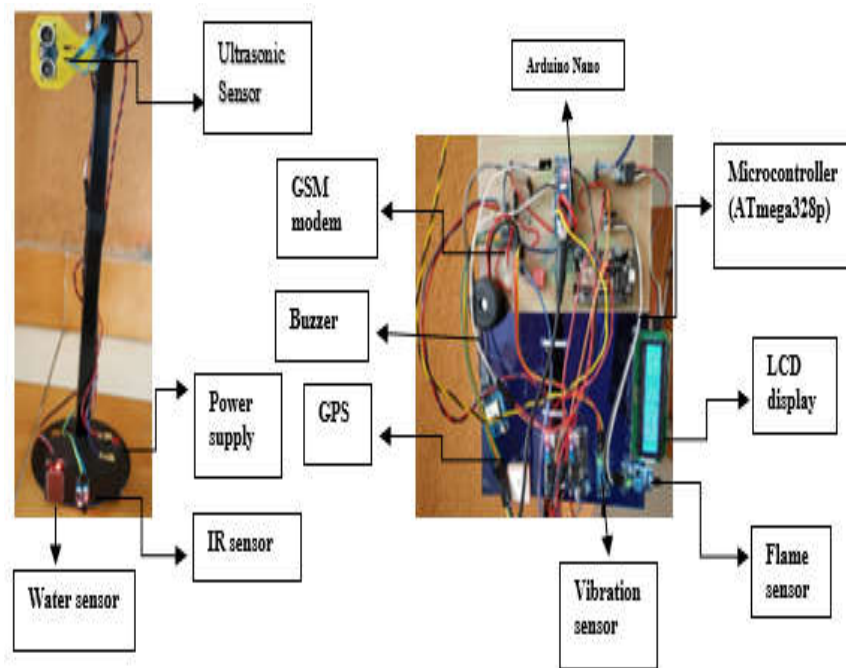 Ultrasonic
Sensor
Arduino Nano
GSM
modem
Microcontroller
(ATmega328p)
Buzzer
LCD
display
Power
supply
GPS
IR sensor
Water sensor
Vibration
sensor
Flame
sensor